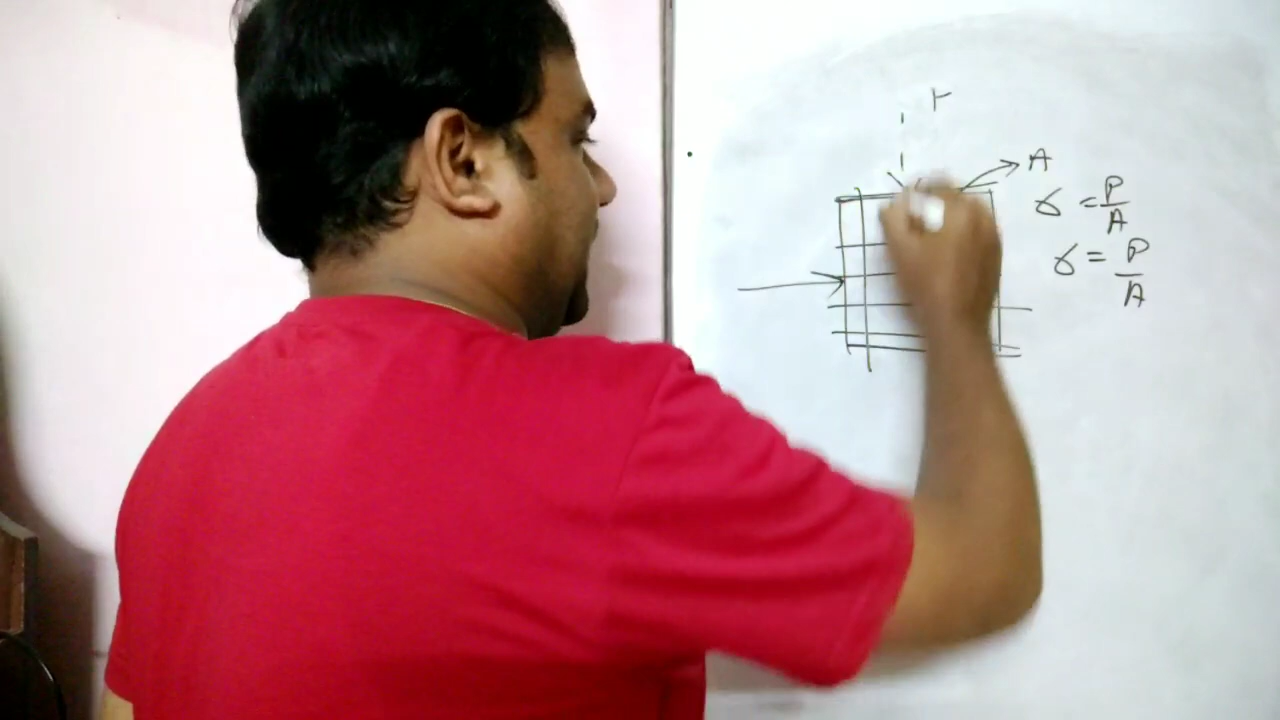 A
σ = P/A
σ = P/A